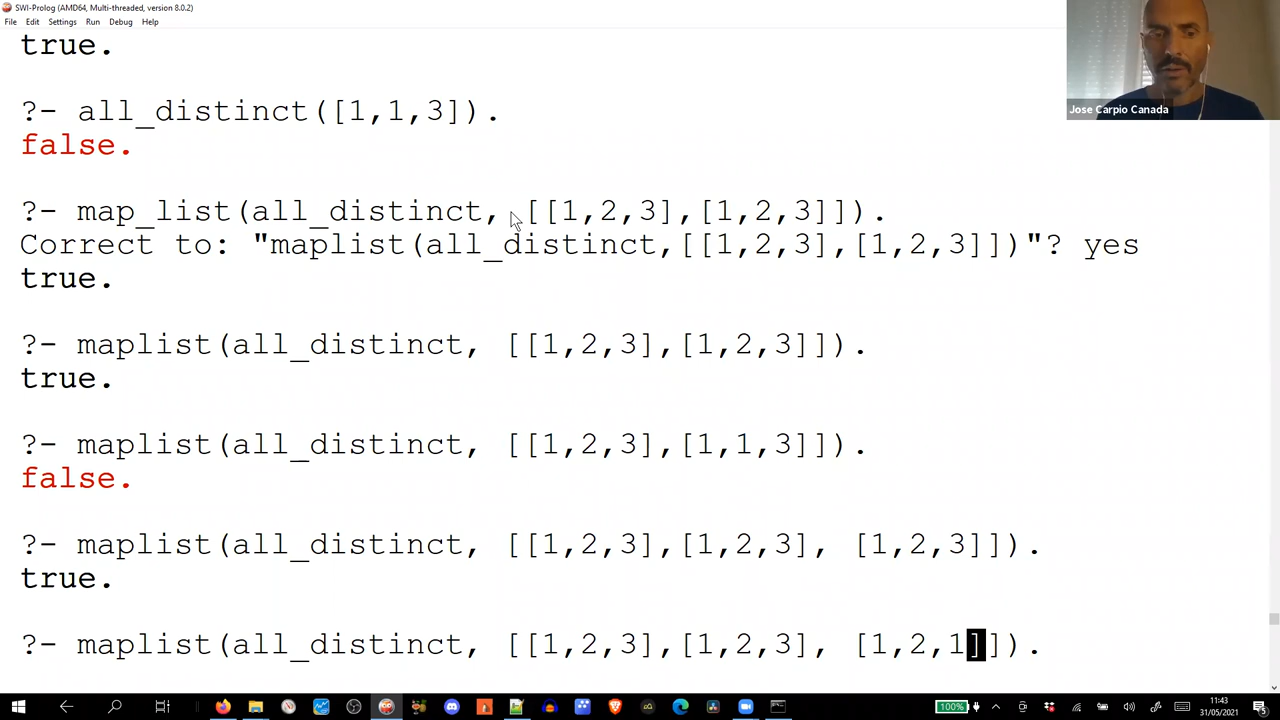 SWI-Prolog (AMD64, Multi-threaded, version 8.0.2)
File Edit Settings Run Debug Help
true.
?- all_distinct([1,1,3]).
false.
Jose Carpio Canada
?- map_list(all_distinct, [[1,2,3],[1,2,3]]).
Correct to: "maplist(all_distinct,[[1,2,3],[1,2,3]])"? yes
true.
?- maplist(all_distinct, [[1,2,3],[1,2,3]]).
true.
?- maplist(all_distinct, [[1,2,3],[1,1,3]]).
false.
?- maplist(all_distinct, [[1,2,3],[1,2,3], [1,2,3]]).
true.
?- maplist(all_distinct, [[1,2,3],[1,2,3], [1,2,1]]).
100%
11:43
31/05/2021